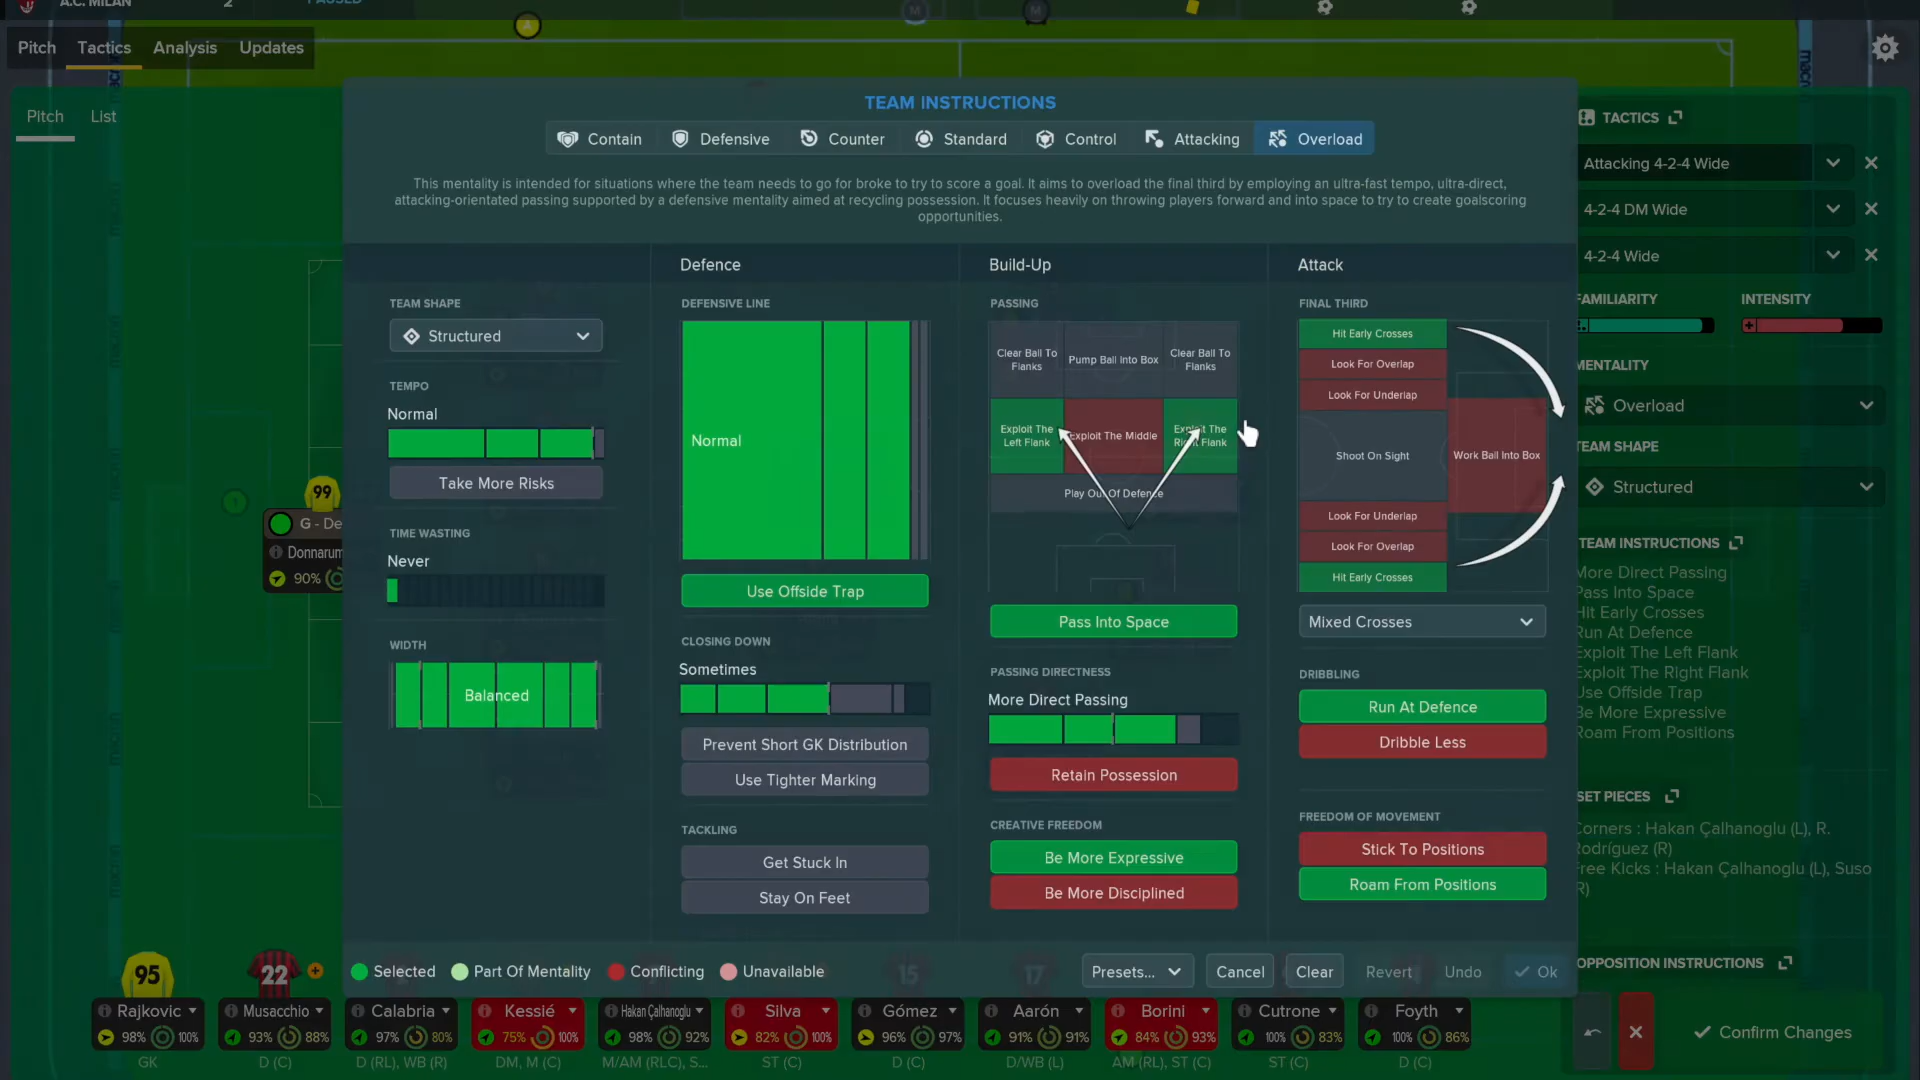 A.C. MILAN
2
PAUSED
A
M
M
Pitch
Tactics
Analysis
Updates
Pitch
List
TEAM INSTRUCTIONS
Contain
Defensive
Counter
Standard
Control
Attacking
Overload
This mentality is intended for situations where the team needs to go for broke to try to score a goal. It aims to overload the final third by employing an ultra-fast tempo, ultra-direct,
attacking-orientated passing supported by a defensive mentality aimed at recycling possession. It focuses heavily on throwing players forward and into space to try to create goalscoring
opportunities.
TEAM SHAPE
Structured
TEMPO
Normal
Take More Risks
TIME WASTING
Never
WIDTH
Balanced
Defence
DEFENSIVE LINE
Normal
Use Offside Trap
CLOSING DOWN
Sometimes
Prevent Short GK Distribution
Use Tighter Marking
TACKLING
Get Stuck In
Stay On Feet
Build-Up
PASSING
Clear Ball To
Flanks
Pump Ball Into Box
Clear Ball To
Flanks
Exploit The
Left Flank
Exploit The Middle
Exploit The
Right Flank
Play Out Of Defence
Pass Into Space
PASSING DIRECTNESS
More Direct Passing
Retain Possession
CREATIVE FREEDOM
Be More Expressive
Be More Disciplined
Attack
FINAL THIRD
Hit Early Crosses
Look For Overlap
Look For Underlap
Shoot On Sight
Work Ball Into Box
Look For Underlap
Look For Overlap
Hit Early Crosses
Mixed Crosses
DRIBBLING
Run At Defence
Dribble Less
FREEDOM OF MOVEMENT
Stick To Positions
Roam From Positions
99
G - De
Donnarum
90%
TACTICS
Attacking 4-2-4 Wide
4-2-4 DM Wide
4-2-4 Wide
FAMILIARITY
INTENSITY
MENTALITY
Overload
TEAM SHAPE
Structured
TEAM INSTRUCTIONS
More Direct Passing
Pass Into Space
Hit Early Crosses
Run At Defence
Exploit The Left Flank
Exploit The Right Flank
Use Offside Trap
Be More Expressive
Roam From Positions
SET PIECES
Corners : Hakan Çalhanoglu (L), R.
Rodríguez (R)
Free Kicks : Hakan Çalhanoglu (L), Suso
R)
OPPOSITION INSTRUCTIONS
Selected
Part Of Mentality
Conflicting
Unavailable
Presets...
Cancel
Clear
Revert
Undo
Ok
95
22
15
17
Rajkovic
98% 100%
GK
Musacchio
93% 88%
D (C)
Calabria
97% 80%
D (RL), WB (R)
Kessié
75% 100%
DM, M (C)
Hakan Çalhanoglu
98% 92%
M/AM (RLC), S...
Silva
82% 100%
ST (C)
Gómez
96% 97%
D (C)
Aarón
91% 91%
D/WB (L)
Borini
84% 93%
AM (RL), ST (C)
Cutrone
100% 83%
ST (C)
Foyth
100% 86%
D (C)
Confirm Changes